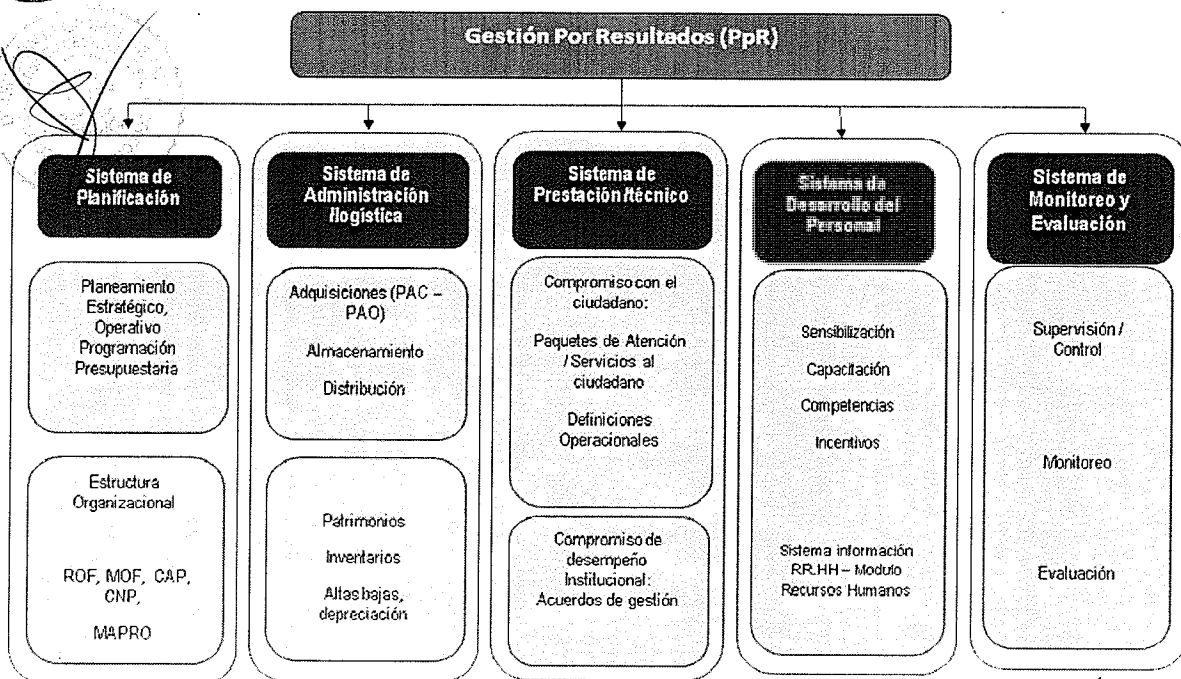 Gestión Por Resultados (PpR)
Sistema de
Planificación
Planeamiento
Estratégico,
Operativo
Programación
Presupuestaria
Estructura
Organizacional
ROF, MOF, CAP,
CNP,
MAPRO
Sistema de
Administración
/logística
Adquisiciones (PAC –
PAO)
Almacenamiento
Distribución
Patrimonios
Inventarios
Altas bajas,
depreciación
Sistema de
Prestación/técnico
Compromiso con el
ciudadano:
Paquetes de Atención
/Servicios al
ciudadano
Definiciones
Operacionales
Compromiso de
desempeño
Institucional:
Acuerdos de gestión
Sistema de
Desarrollo del
Personal
Sensibilización
Capacitación
Competencias
Incentivos
Sistema información
RR.HH – Modulo
Recursos Humanos
Sistema de
Monitoreo y
Evaluación
Supervisión /
Control
Monitoreo
Evaluación